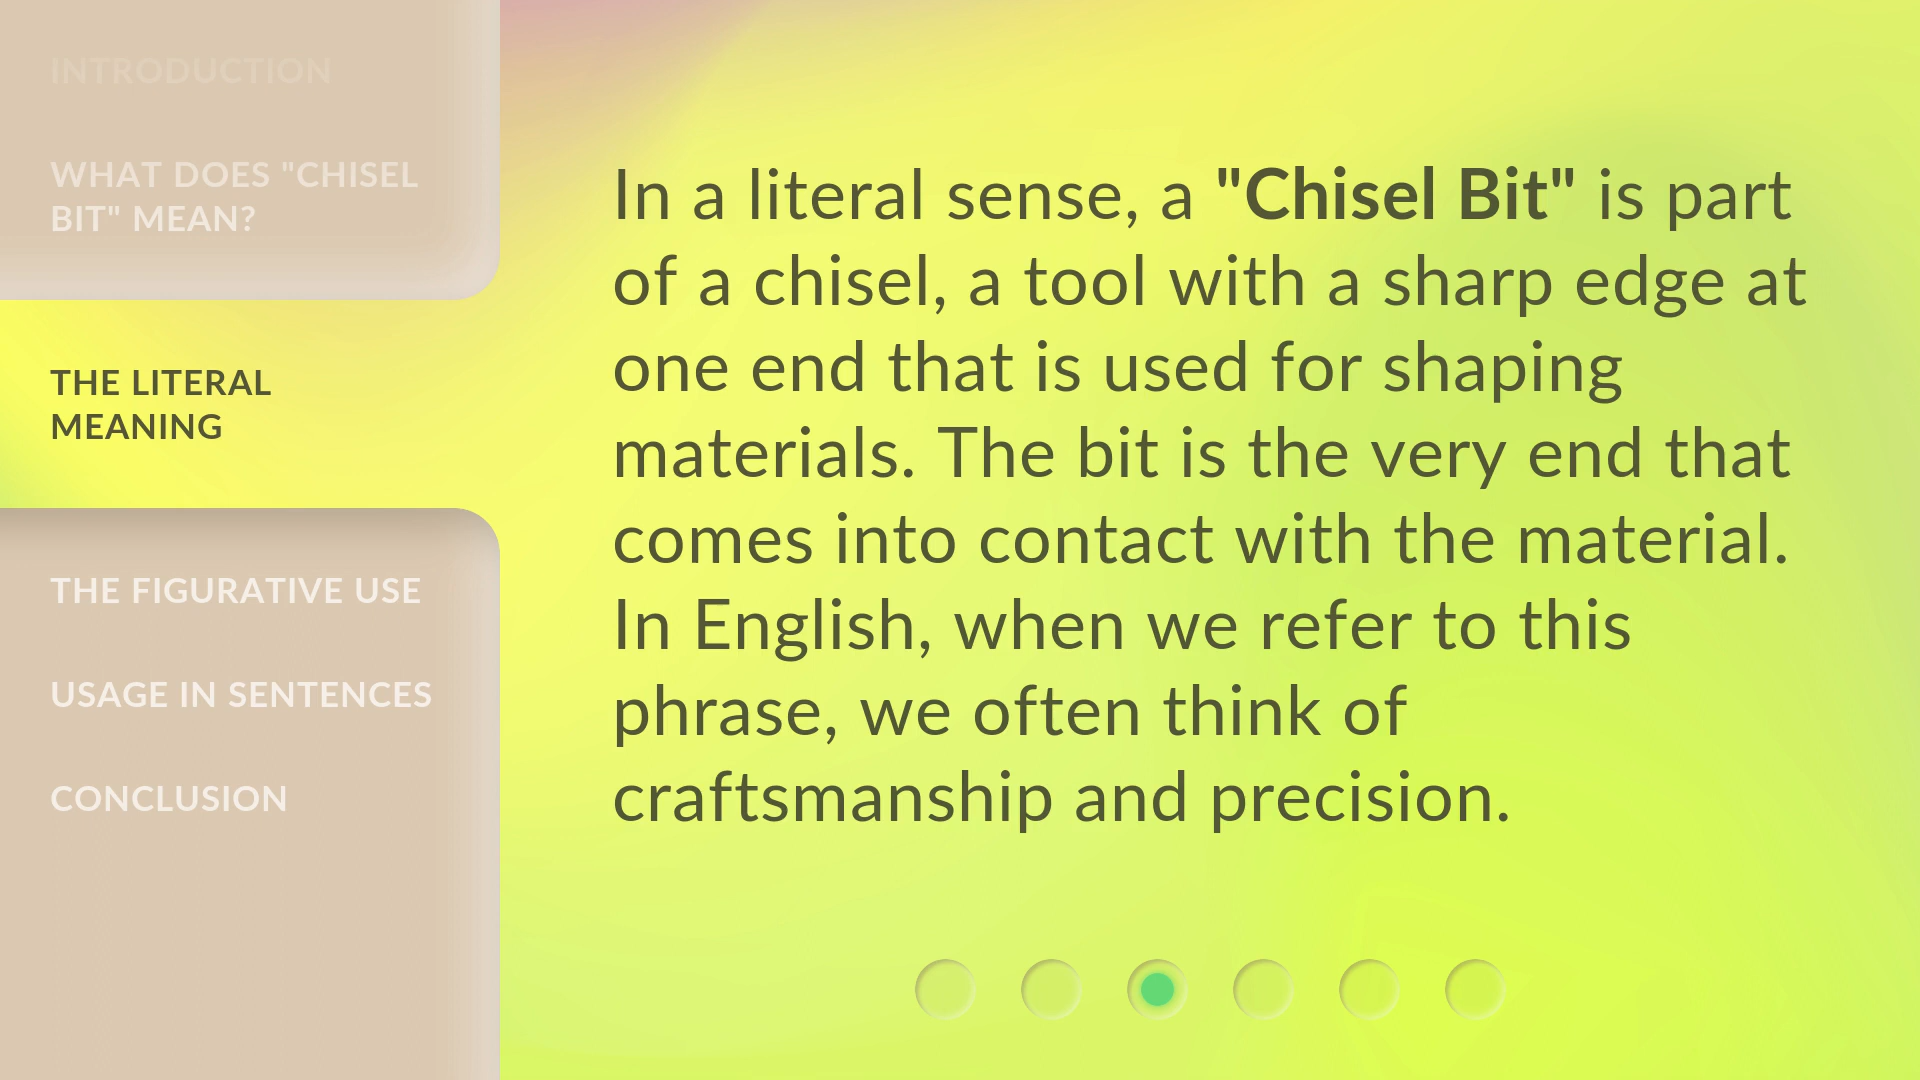 INTRODUCTION
WHAT DOES "CHISEL
BIT" MEAN?
THE LITERAL
MEANING
THE FIGURATIVE USE
USAGE IN SENTENCES
CONCLUSION
In a literal sense, a "Chisel Bit" is part
of a chisel, a tool with a sharp edge at
one end that is used for shaping
materials. The bit is the very end that
comes into contact with the material.
In English, when we refer to this
phrase, we often think of
craftsmanship and precision.